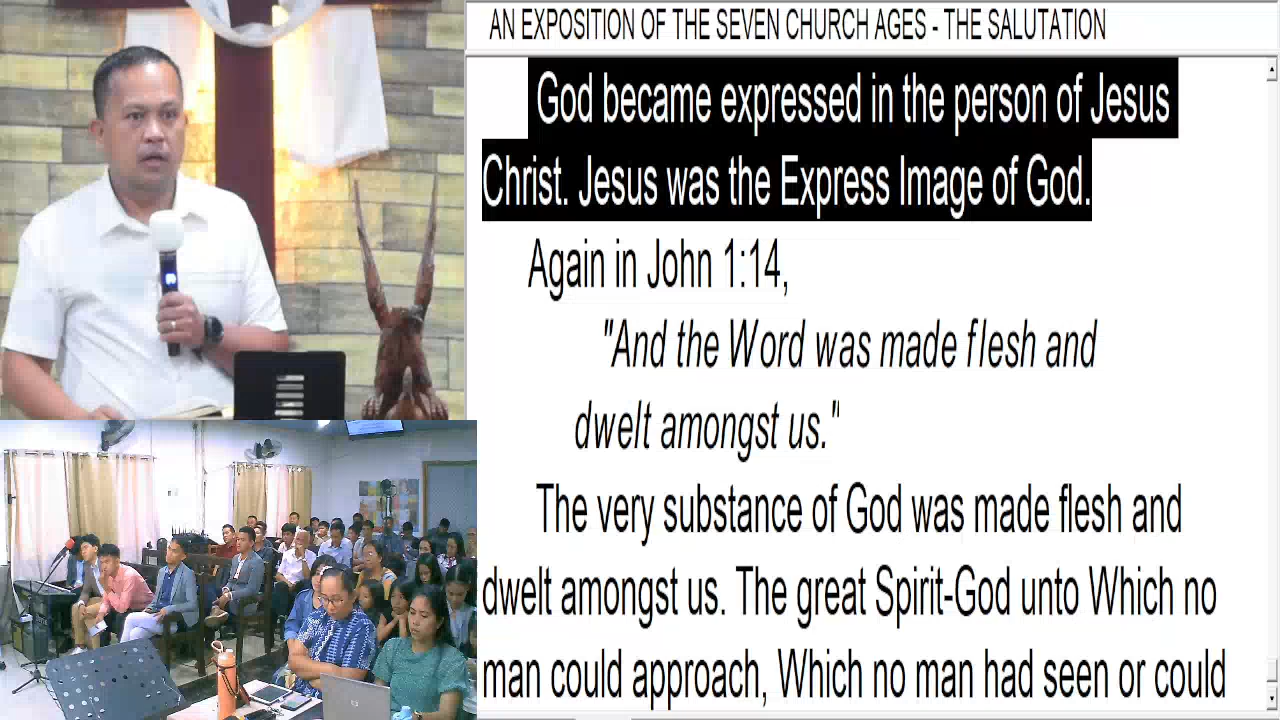 AN EXPOSITION OF THE SEVEN CHURCH AGES - THE SALUTATION
God became expressed in the person of Jesus
Christ. Jesus was the Express Image of God.
Again in John 1:14,
"And the Word was made flesh and
dwelt amongst us."
The very substance of God was made flesh and
dwelt amongst us. The great Spirit-God unto Which no
man could approach, Which no man had seen or could